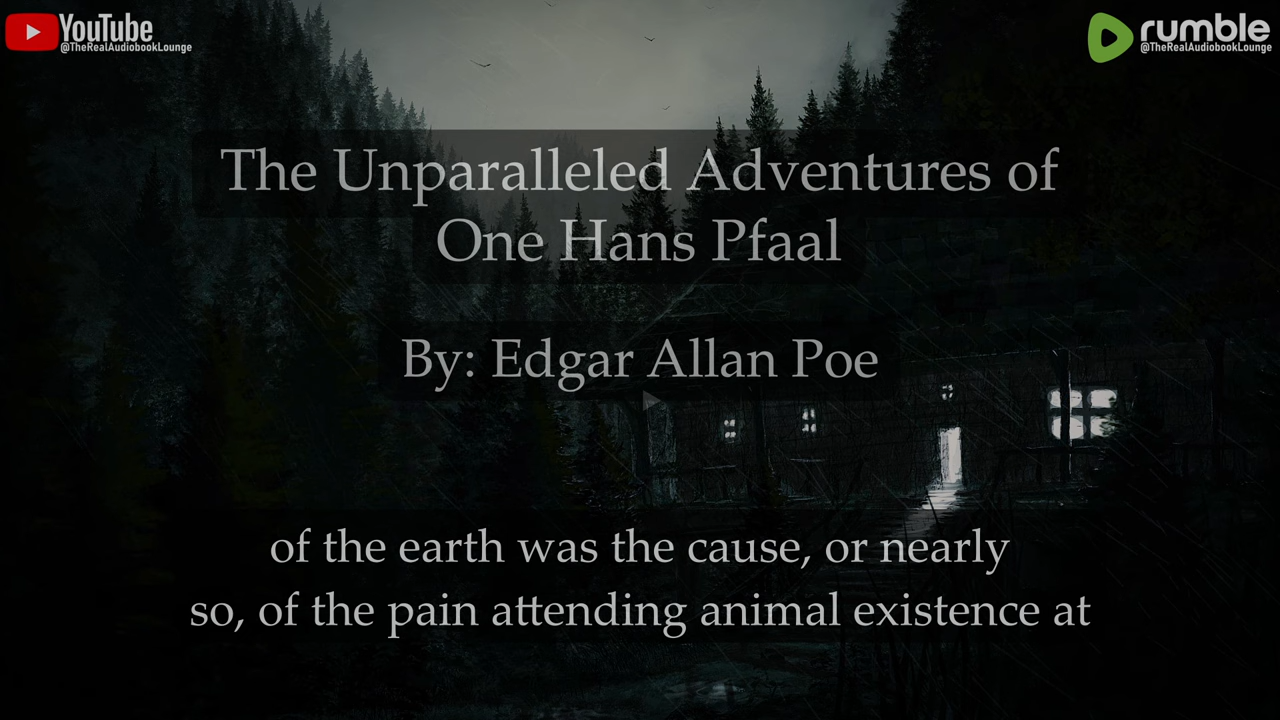 YouTube
@TheRealAudiobookLounge
rumble
@TheRealAudiobookLounge
The Unparalleled Adventures of
One Hans Pfaal
By: Edgar Allan Poe
of the earth was the cause, or nearly
so, of the pain attending animal existence at